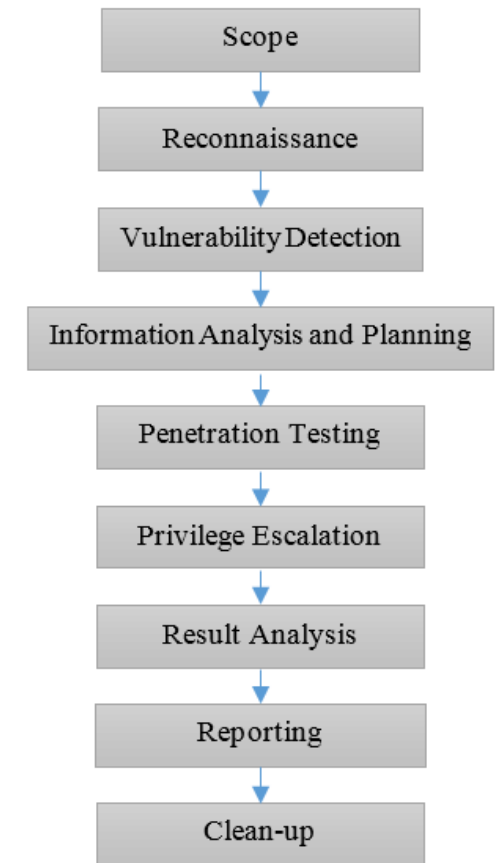 Scope
Reconnaissance
Vulnerability Detection
Information Analysis and Planning
Penetration Testing
Privilege Escalation
Result Analysis
Reporting
Clean-up